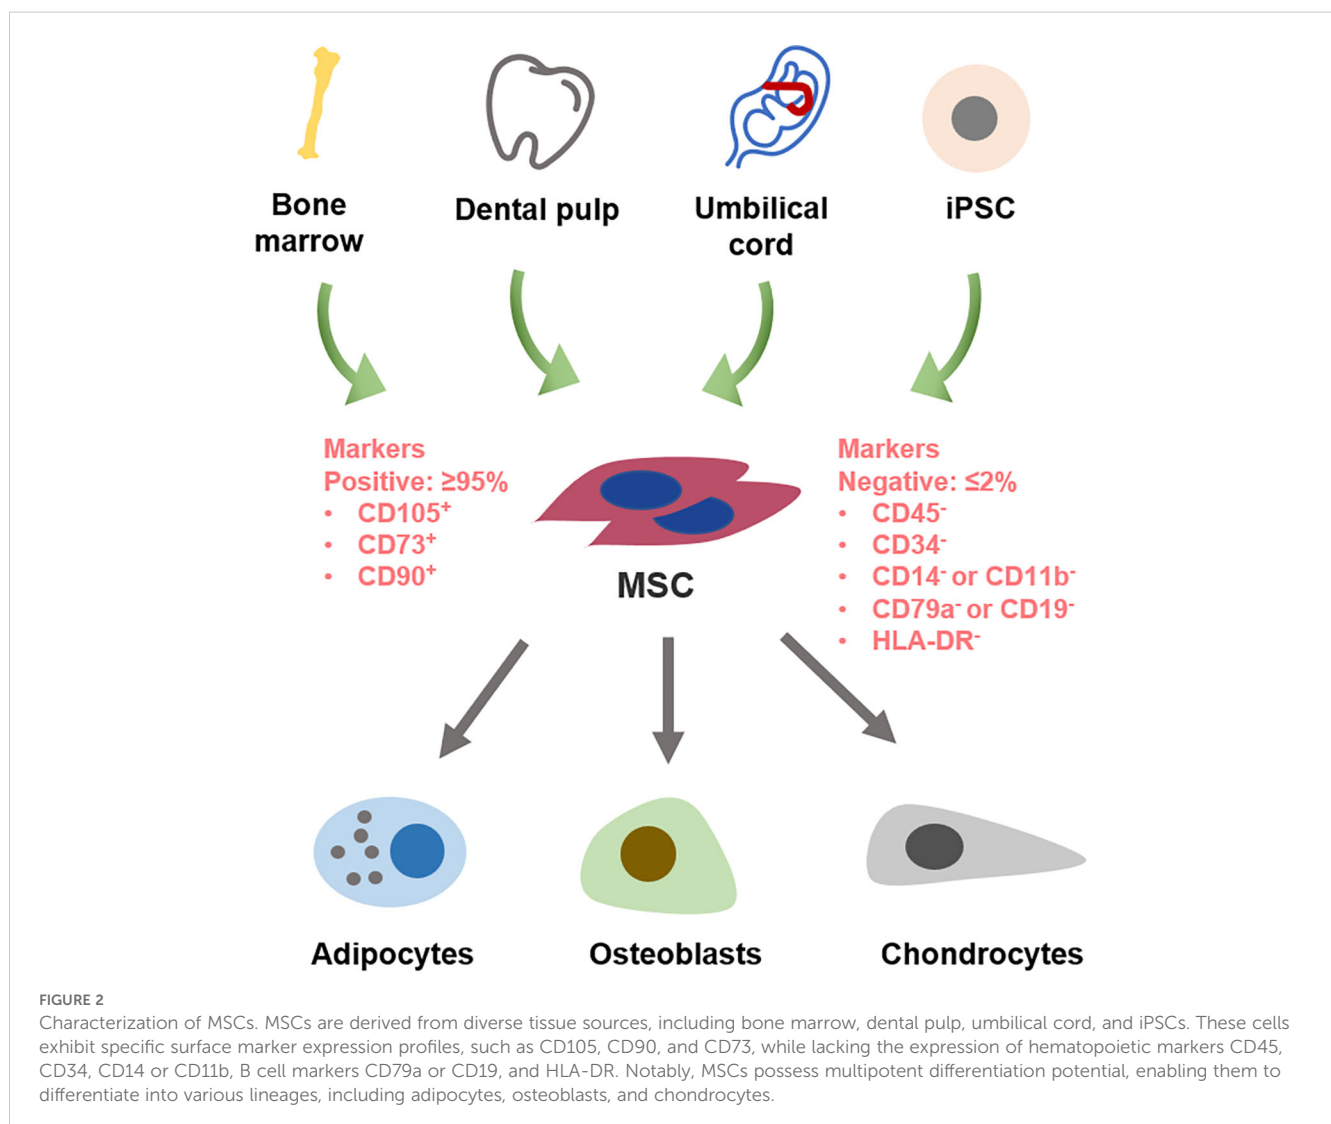 Bone
marrow
Dental pulp
Umbilical
cord
iPSC
Markers
Positive: ≥95%
• CD105⁺
• CD73⁺
• CD90⁺
MSC
Markers
Negative: ≤2%
• CD45⁻
• CD34⁻
• CD14⁻ or CD11b⁻
• CD79a⁻ or CD19⁻
• HLA-DR⁻
Adipocytes
Osteoblasts
Chondrocytes
FIGURE 2
Characterization of MSCs. MSCs are derived from diverse tissue sources, including bone marrow, dental pulp, umbilical cord, and iPSCs. These cells
exhibit specific surface marker expression profiles, such as CD105, CD90, and CD73, while lacking the expression of hematopoietic markers CD45,
CD34, CD14 or CD11b, B cell markers CD79a or CD19, and HLA-DR. Notably, MSCs possess multipotent differentiation potential, enabling them to
differentiate into various lineages, including adipocytes, osteoblasts, and chondrocytes.